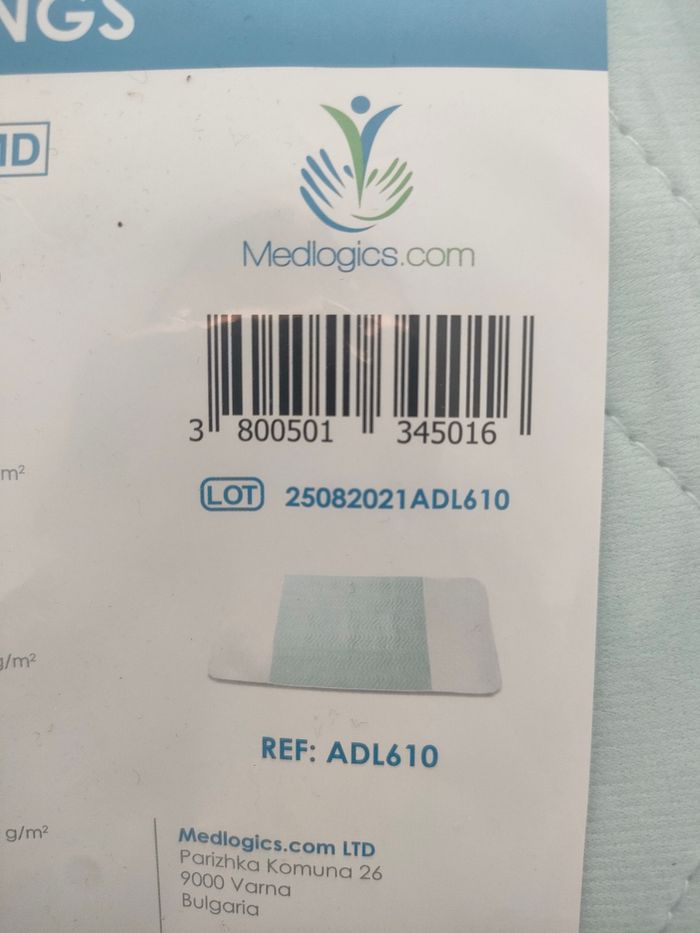 NGS
MD
Medlogics.com
3 800501 345016
LOT 25082021ADL610
m²
g/m²
REF: ADL610
g/m²
Medlogics.com LTD
Parizhka Komuna 26
9000 Varna
Bulgaria